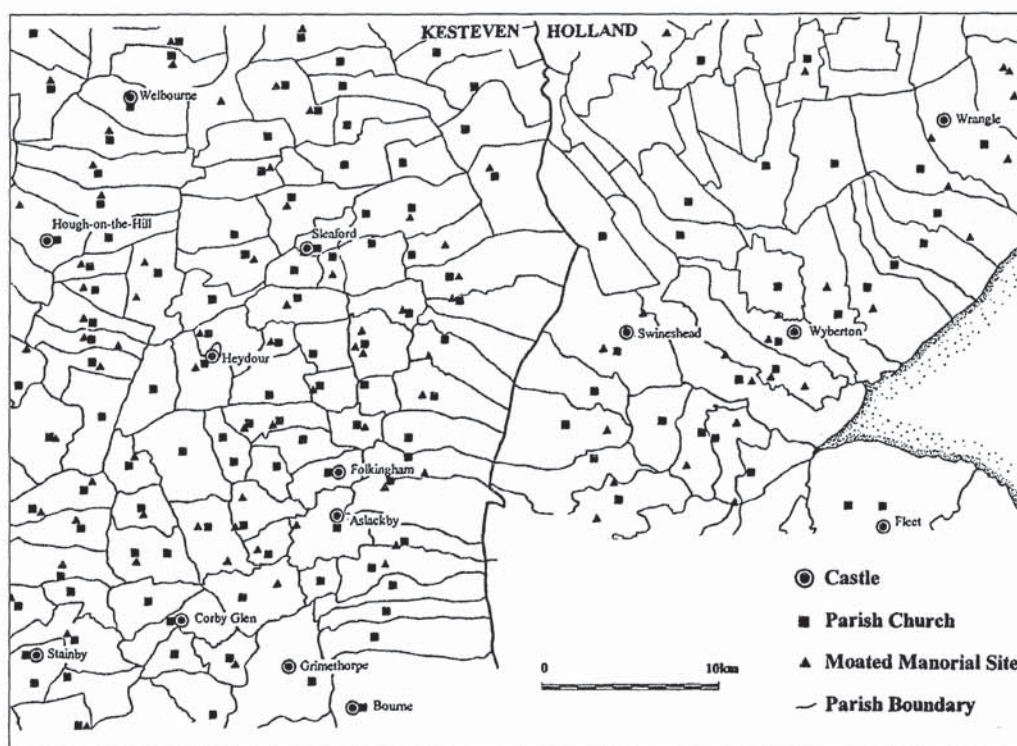 KESTEVEN HOLLAND
Welbourne
Wrangle
Hough-on-the-Hill
Sleaford
Swineshead
Wyberton
Heydour
Folkingham
Aslackby
Fleet
Castle
Corby Glen
Parish Church
Stainby
Grimethorpe
0 10km
Moated Manorial Site
Bourne
Parish Boundary